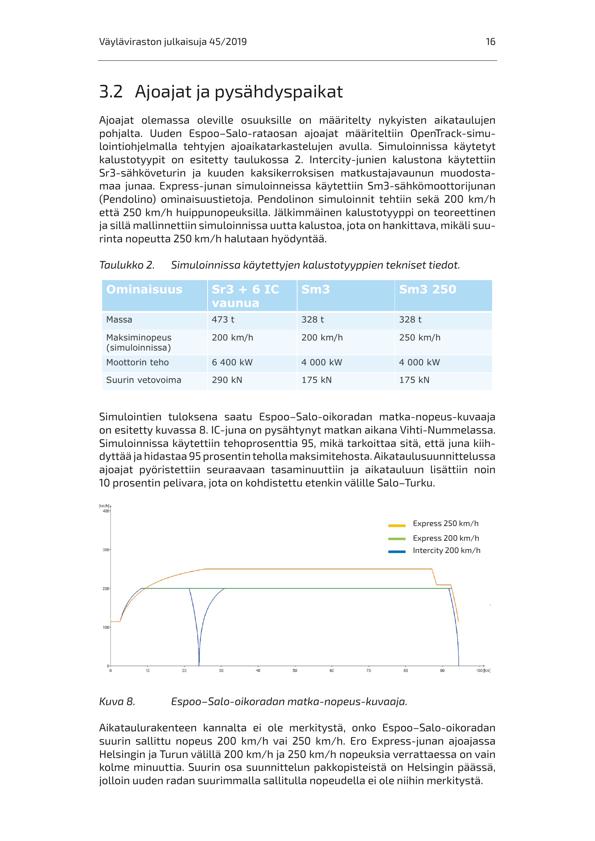 Väyläviraston julkaisuja 45/2019 16
3.2 Ajoajat ja pysähdyspaikat
Ajoajat olemassa oleville osuuksille on määritelty nykyisten aikataulujen
pohjalta. Uuden Espoo–Salo-rataosan ajoajat määriteltiin OpenTrack-simu-
lointiohjelmalla tehtyjen ajoaikatarkastelujen avulla. Simuloinnissa käytetyt
kalustotyypit on esitetty taulukossa 2. Intercity-junien kalustona käytettiin
Sr3-sähköveturin ja kuuden kaksikerroksisen matkustajavaunun muodosta-
maa junaa. Express-junan simuloinneissa käytettiin Sm3-sähkömoottorijunan
(Pendolino) ominaisuustietoja. Pendolinon simuloinnit tehtiin sekä 200 km/h
että 250 km/h huippunopeuksilla. Jälkimmäinen kalustotyyppi on teoreettinen
ja sillä mallinnettiin simuloinnissa uutta kalustoa, jota on hankittava, mikäli suu-
rinta nopeutta 250 km/h halutaan hyödyntää.
Taulukko 2. Simuloinnissa käytettyjen kalustotyyppien tekniset tiedot.
Ominaisuus Sr3 + 6 IC Sm3 Sm3 250
vaunua
Massa 473 t 328 t 328 t
Maksiminopeus 200 km/h 200 km/h 250 km/h
(simuloinnissa)
Moottorin teho 6 400 kW 4 000 kW 4 000 kW
Suurin vetovoima 290 kN 175 kN 175 kN
Simulointien tuloksena saatu Espoo–Salo-oikoradan matka-nopeus-kuvaaja
on esitetty kuvassa 8. IC-juna on pysähtynyt matkan aikana Vihti-Nummelassa.
Simuloinnissa käytettiin tehoprosenttia 95, mikä tarkoittaa sitä, että juna kiih-
dyttää ja hidastaa 95 prosentin teholla maksimitehosta. Aikataulusuunnittelussa
ajoajat pyöristettiin seuraavaan tasaminuuttiin ja aikatauluun lisättiin noin
10 prosentin pelivara, jota on kohdistettu etenkin välille Salo–Turku.
[km/h]
400
Express 250 km/h
Express 200 km/h
Intercity 200 km/h
300
200
100
0
0 10 20 30 40 50 60 70 80 90 100 [km]
Kuva 8. Espoo–Salo-oikoradan matka-nopeus-kuvaaja.
Aikataulurakenteen kannalta ei ole merkitystä, onko Espoo–Salo-oikoradan
suurin sallittu nopeus 200 km/h vai 250 km/h. Ero Express-junan ajoajassa
Helsingin ja Turun välillä 200 km/h ja 250 km/h nopeuksia verrattaessa on vain
kolme minuuttia. Suurin osa suunnittelun pakkopisteistä on Helsingin päässä,
jolloin uuden radan suurimmalla sallitulla nopeudella ei ole niihin merkitystä.